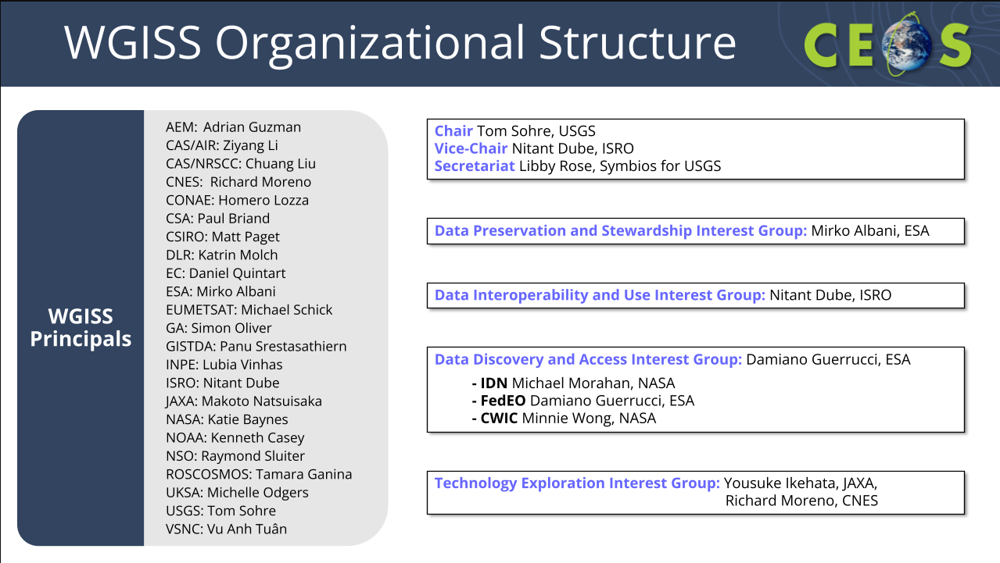 WGISS Organizational Structure
CEOS
WGISS
Principals
AEM: Adrian Guzman
CAS/AIR: Ziyang Li
CAS/NRSCC: Chuang Liu
CNES: Richard Moreno
CONAE: Homero Lozza
CSA: Paul Briand
CSIRO: Matt Paget
DLR: Katrin Molch
EC: Daniel Quintart
ESA: Mirko Albani
EUMETSAT: Michael Schick
GA: Simon Oliver
GISTDA: Panu Srestasathiern
INPE: Lubia Vinhas
ISRO: Nitant Dube
JAXA: Makoto Natsuisaka
NASA: Katie Baynes
NOAA: Kenneth Casey
NSO: Raymond Sluiter
ROSCOSMOS: Tamara Ganina
UKSA: Michelle Odgers
USGS: Tom Sohre
VSNC: Vu Anh Tuân
Chair Tom Sohre, USGS
Vice-Chair Nitant Dube, ISRO
Secretariat Libby Rose, Symbios for USGS
Data Preservation and Stewardship Interest Group: Mirko Albani, ESA
Data Interoperability and Use Interest Group: Nitant Dube, ISRO
Data Discovery and Access Interest Group: Damiano Guerrucci, ESA
- IDN Michael Morahan, NASA
- FedEO Damiano Guerrucci, ESA
- CWIC Minnie Wong, NASA
Technology Exploration Interest Group: Yousuke Ikehata, JAXA,
Richard Moreno, CNES